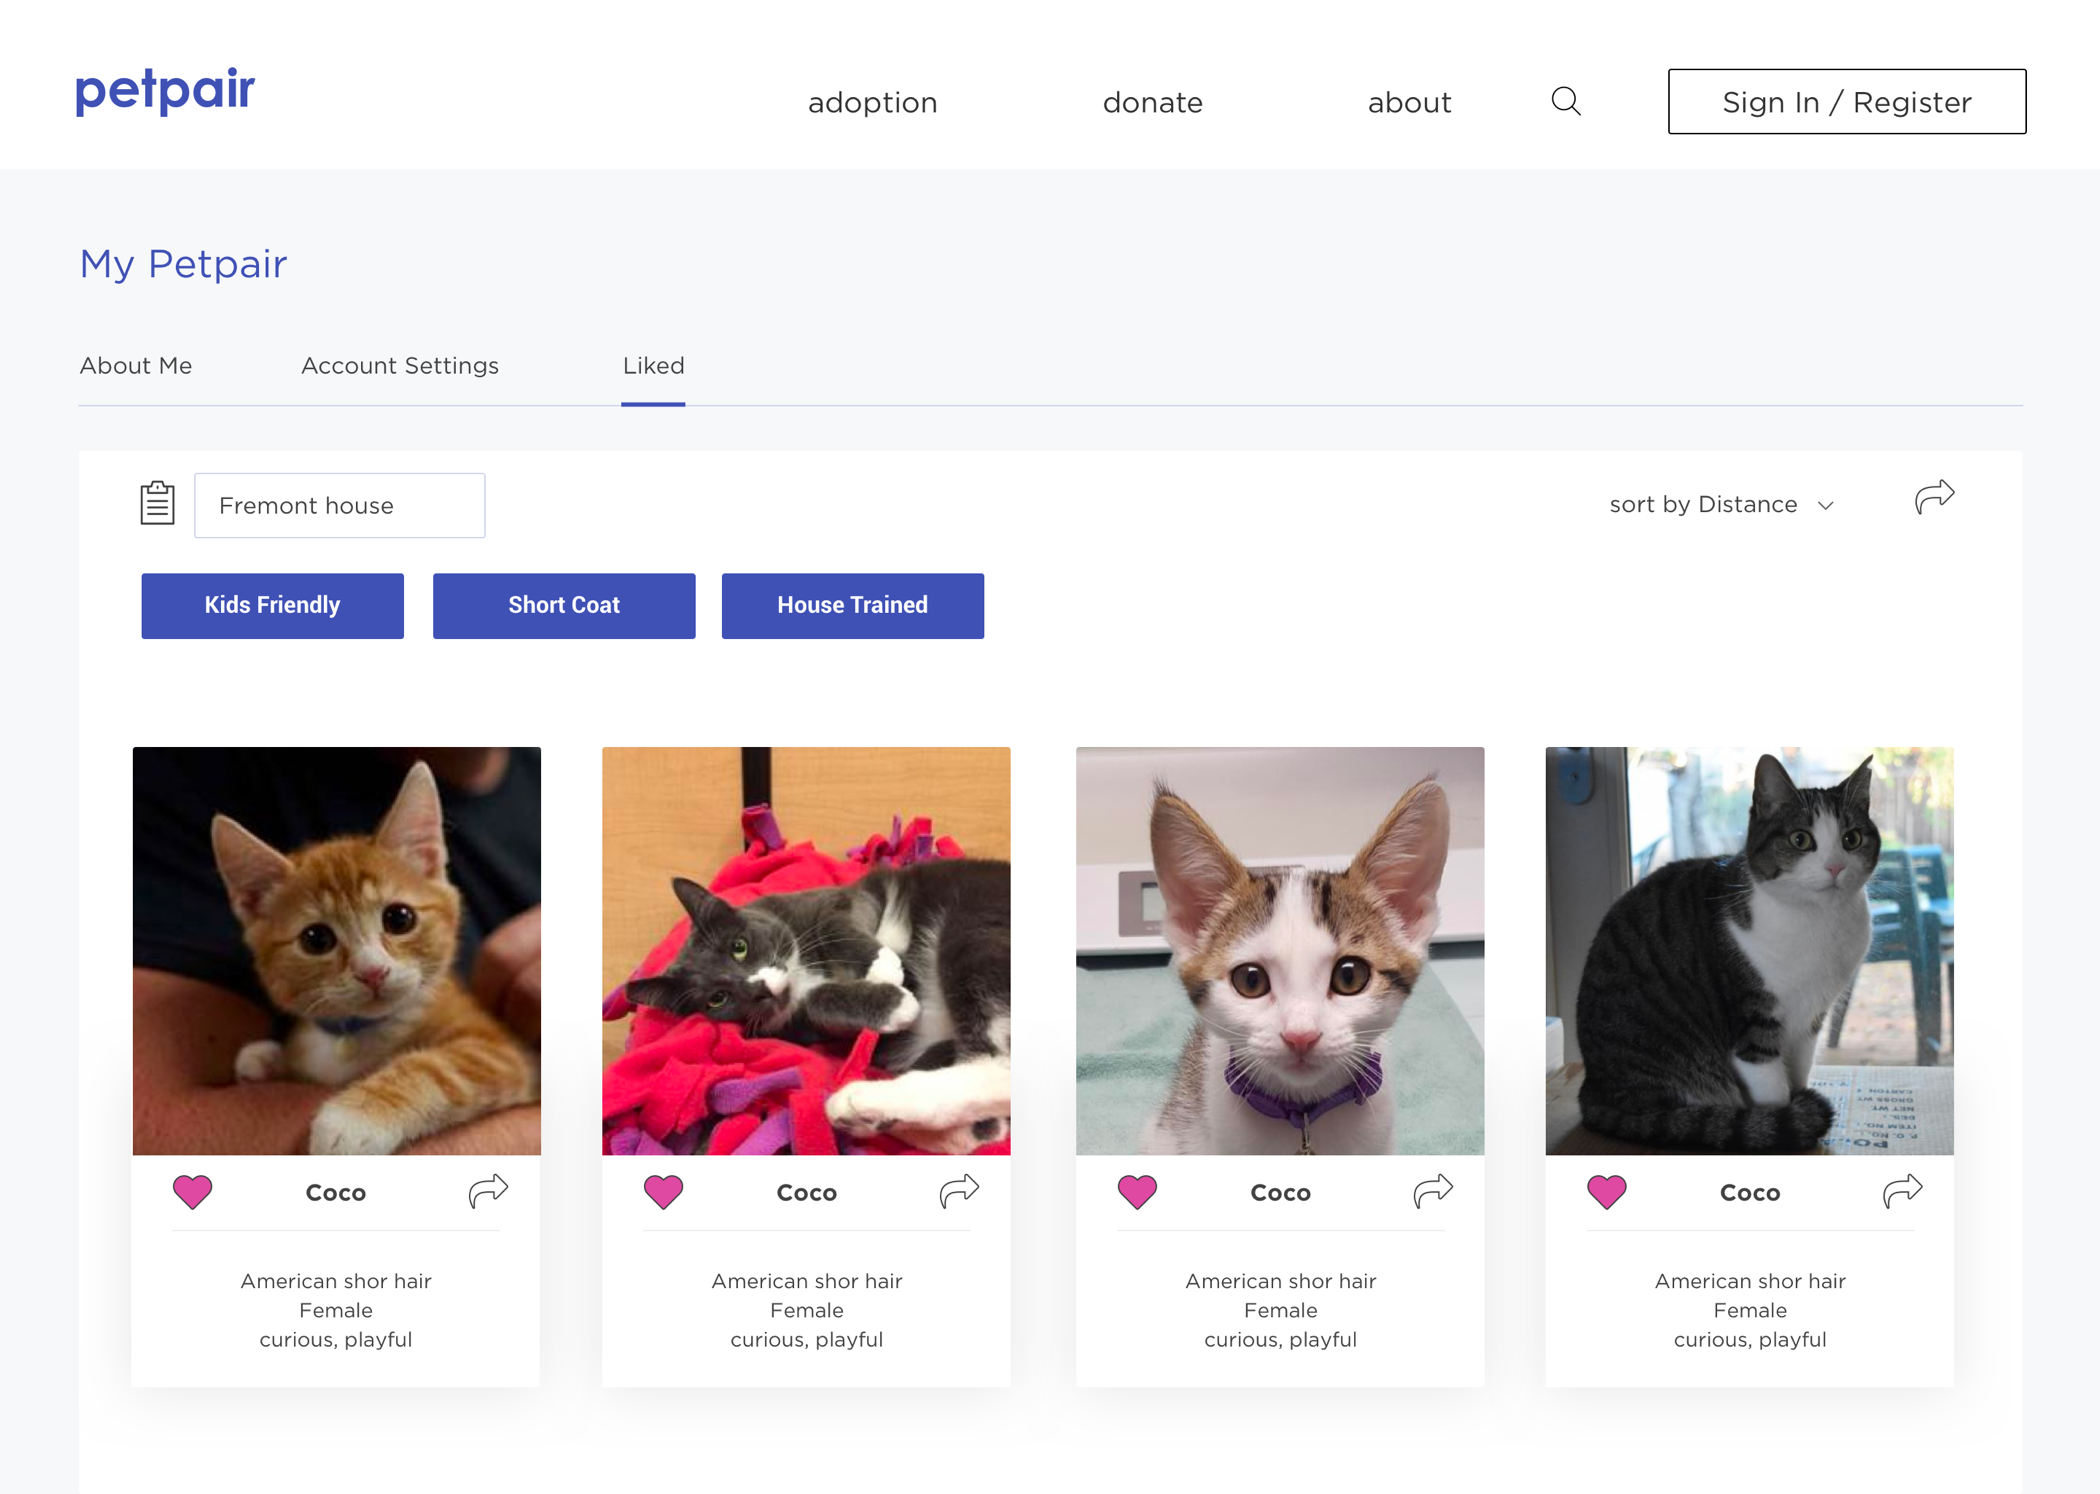 petpair
adoption
donate
about
Sign In / Register
My Petpair
About Me
Account Settings
Liked
Fremont house
sort by Distance
Kids Friendly
Short Coat
House Trained
Coco
American shor hair
Female
curious, playful
Coco
American shor hair
Female
curious, playful
Coco
American shor hair
Female
curious, playful
Coco
American shor hair
Female
curious, playful